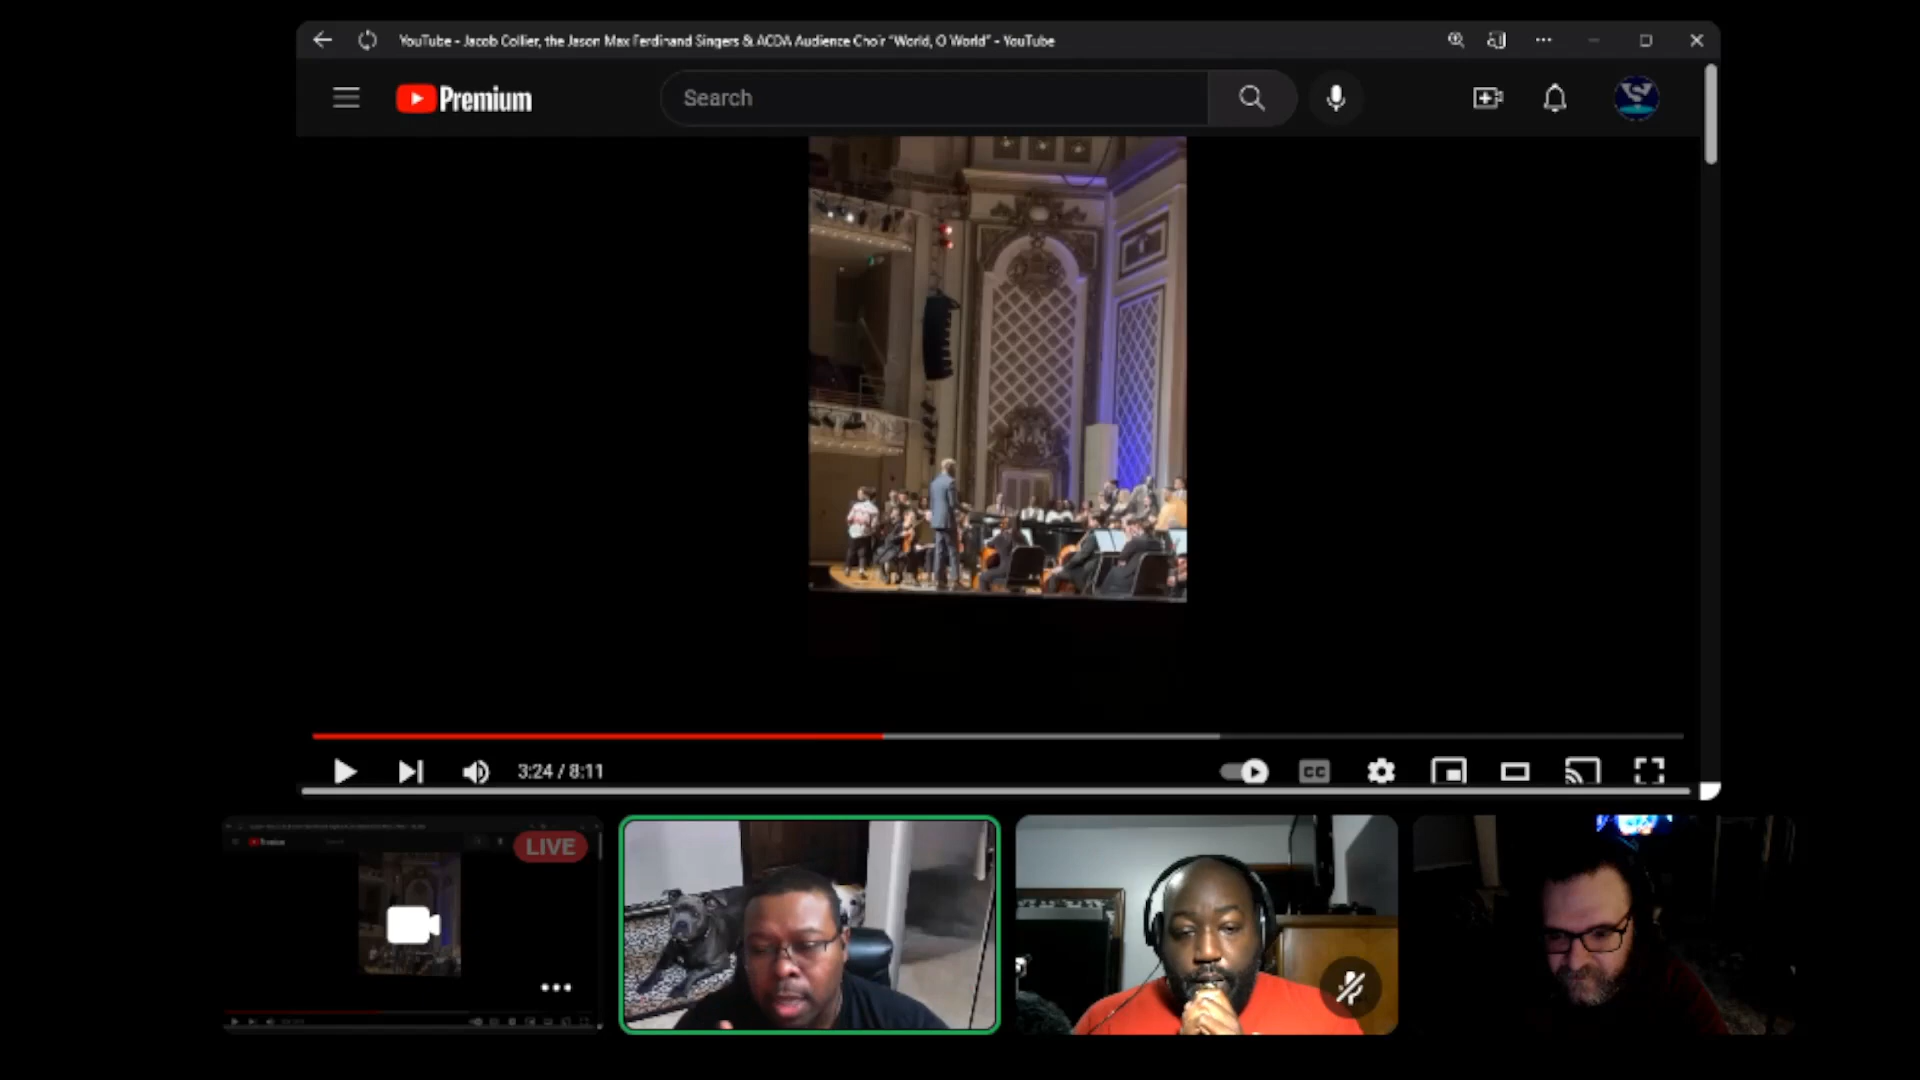 YouTube - Jacob Collier, the Jason Max Ferdinand Singers & ACDA Audience Choir "World, O World" - YouTube
Premium
Search
3:24 / 8:11
CC
LIVE